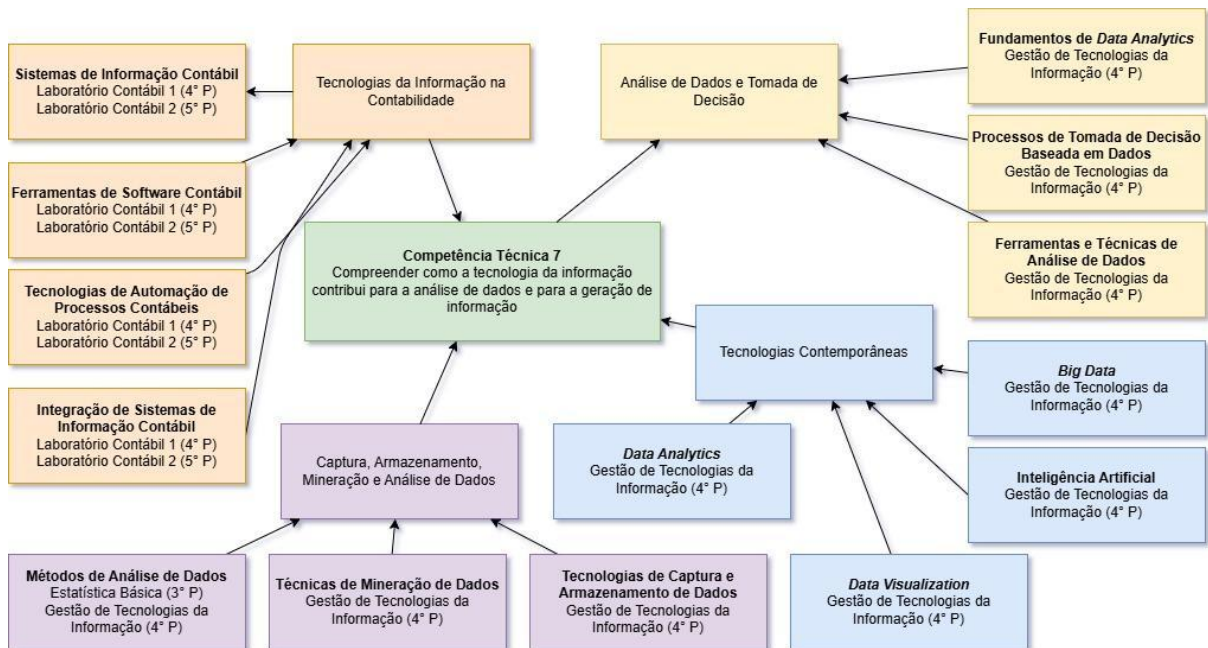 Sistemas de Informação Contábil
Laboratório Contábil 1 (4° P)
Laboratório Contábil 2 (5° P)
Tecnologias da Informação na
Contabilidade
Análise de Dados e Tomada de
Decisão
Fundamentos de Data Analytics
Gestão de Tecnologias da
Informação (4° P)
Processos de Tomada de Decisão
Baseada em Dados
Gestão de Tecnologias da
Informação (4° P)
Ferramentas de Software Contábil
Laboratório Contábil 1 (4° P)
Laboratório Contábil 2 (5° P)
Competência Técnica 7
Compreender como a tecnologia da informação
contribui para a análise de dados e para a geração de
informação
Ferramentas e Técnicas de
Análise de Dados
Gestão de Tecnologias da
Informação (4° P)
Tecnologias de Automação de
Processos Contábeis
Laboratório Contábil 1 (4° P)
Laboratório Contábil 2 (5° P)
Tecnologias Contemporâneas
Big Data
Gestão de Tecnologias da
Informação (4° P)
Integração de Sistemas de
Informação Contábil
Laboratório Contábil 1 (4° P)
Laboratório Contábil 2 (5° P)
Captura, Armazenamento,
Mineração e Análise de Dados
Data Analytics
Gestão de Tecnologias da
Informação (4° P)
Inteligência Artificial
Gestão de Tecnologias da
Informação (4° P)
Métodos de Análise de Dados
Estatística Básica (3° P)
Gestão de Tecnologias da
Informação (4° P)
Técnicas de Mineração de Dados
Gestão de Tecnologias da
Informação (4° P)
Tecnologias de Captura e
Armazenamento de Dados
Gestão de Tecnologias da
Informação (4° P)
Data Visualization
Gestão de Tecnologias da
Informação (4° P)